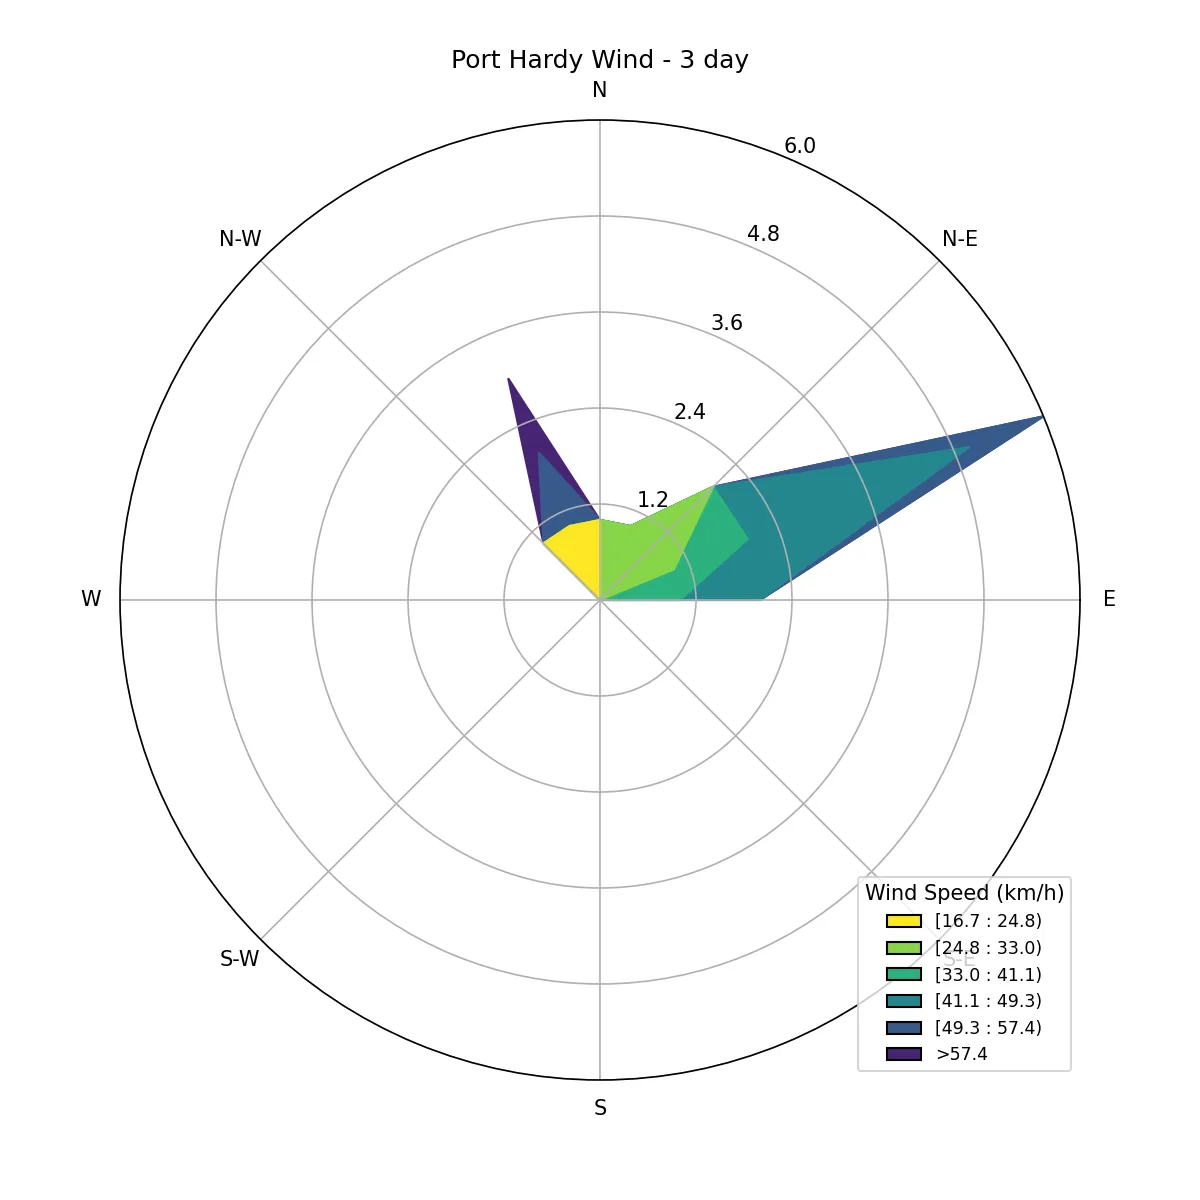 Port Hardy Wind - 3 day
N
6.0
4.8
N-W
N-E
3.6
2.4
1.2
W
E
Wind Speed (km/h)
[16.7 : 24.8)
[24.8 : 33.0)
S-W
S-E
[33.0 : 41.1)
[41.1 : 49.3)
[49.3 : 57.4)
>57.4
S